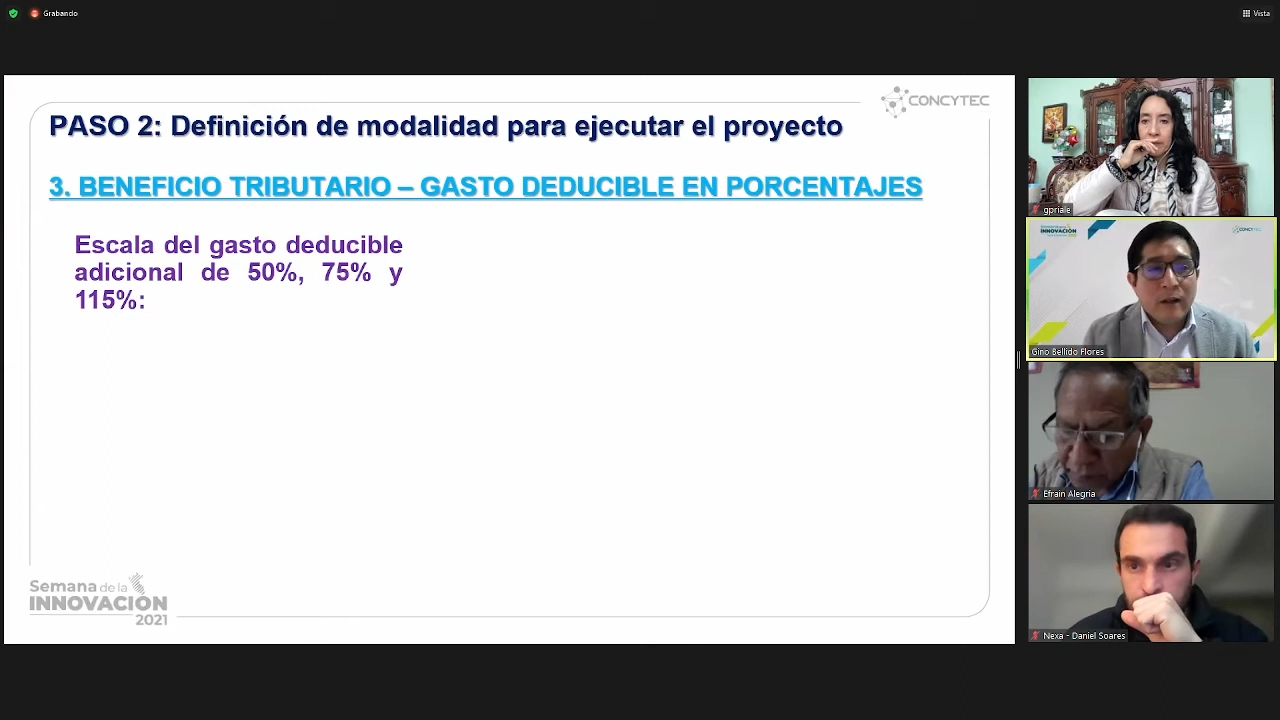 Grabando
Vista
CONCYTEC
PASO 2: Definición de modalidad para ejecutar el proyecto
3. BENEFICIO TRIBUTARIO – GASTO DEDUCIBLE EN PORCENTAJES
Escala del gasto deducible
adicional de 50%, 75% y
115%:
Semana de la
INNOVACIÓN
2021
gpriale
INNOVACIÓN
CONCYTEC
Gino Bellido Flores
Efrain Alegria
Nexa - Daniel Soares